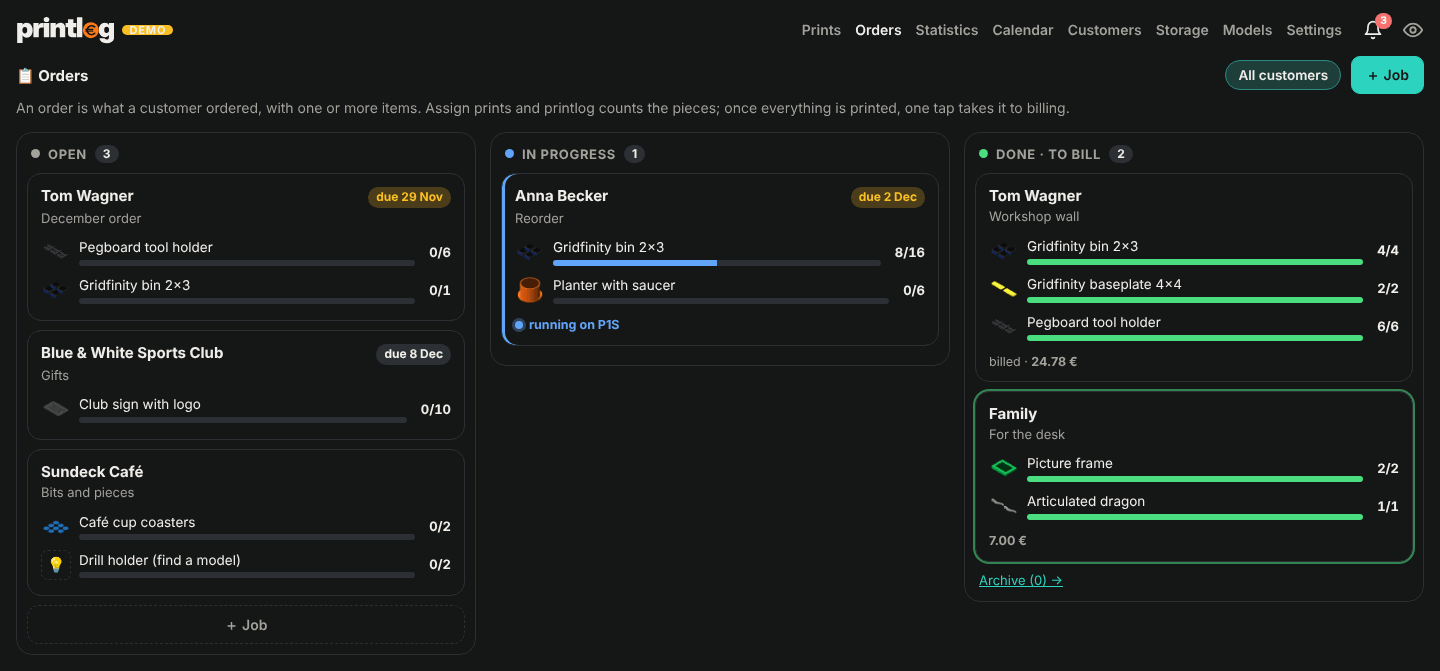 printlog DEMO
Prints Orders Statistics Calendar Customers Storage Models Settings 3
Orders
All customers
+ Job
An order is what a customer ordered, with one or more items. Assign prints and printlog counts the pieces; once everything is printed, one tap takes it to billing.
OPEN 3
Tom Wagner due 29 Nov
December order
Pegboard tool holder 0/6
Gridfinity bin 2×3 0/1
Blue & White Sports Club due 8 Dec
Gifts
Club sign with logo 0/10
Sundeck Café
Bits and pieces
Café cup coasters 0/2
Drill holder (find a model) 0/2
+ Job
IN PROGRESS 1
Anna Becker due 2 Dec
Reorder
Gridfinity bin 2×3 8/16
Planter with saucer 0/6
running on P1S
DONE · TO BILL 2
Tom Wagner
Workshop wall
Gridfinity bin 2×3 4/4
Gridfinity baseplate 4×4 2/2
Pegboard tool holder 6/6
billed · 24.78 €
Family
For the desk
Picture frame 2/2
Articulated dragon 1/1
7.00 €
Archive (0) →